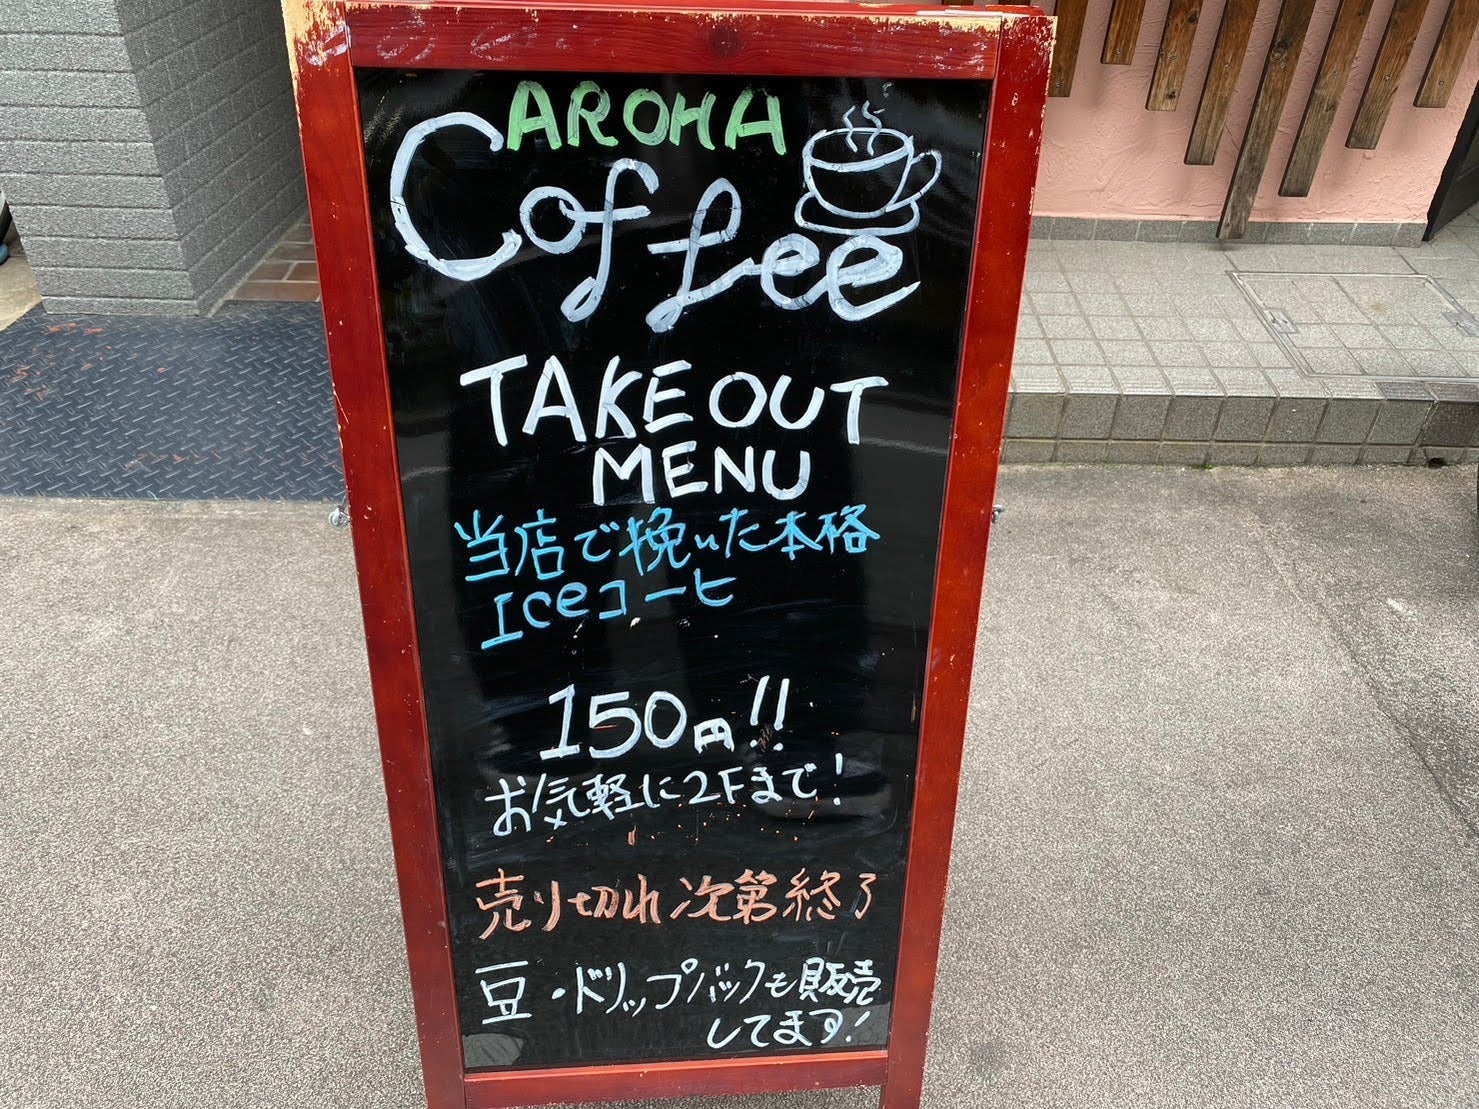 AROHA
Coffee
TAKE OUT
MENU
当店で挽いた本格
Iceコーヒ
150円!!
お気軽に2Fまで!
売り切れ次第終了
豆・ドリップバックも販売
してます!